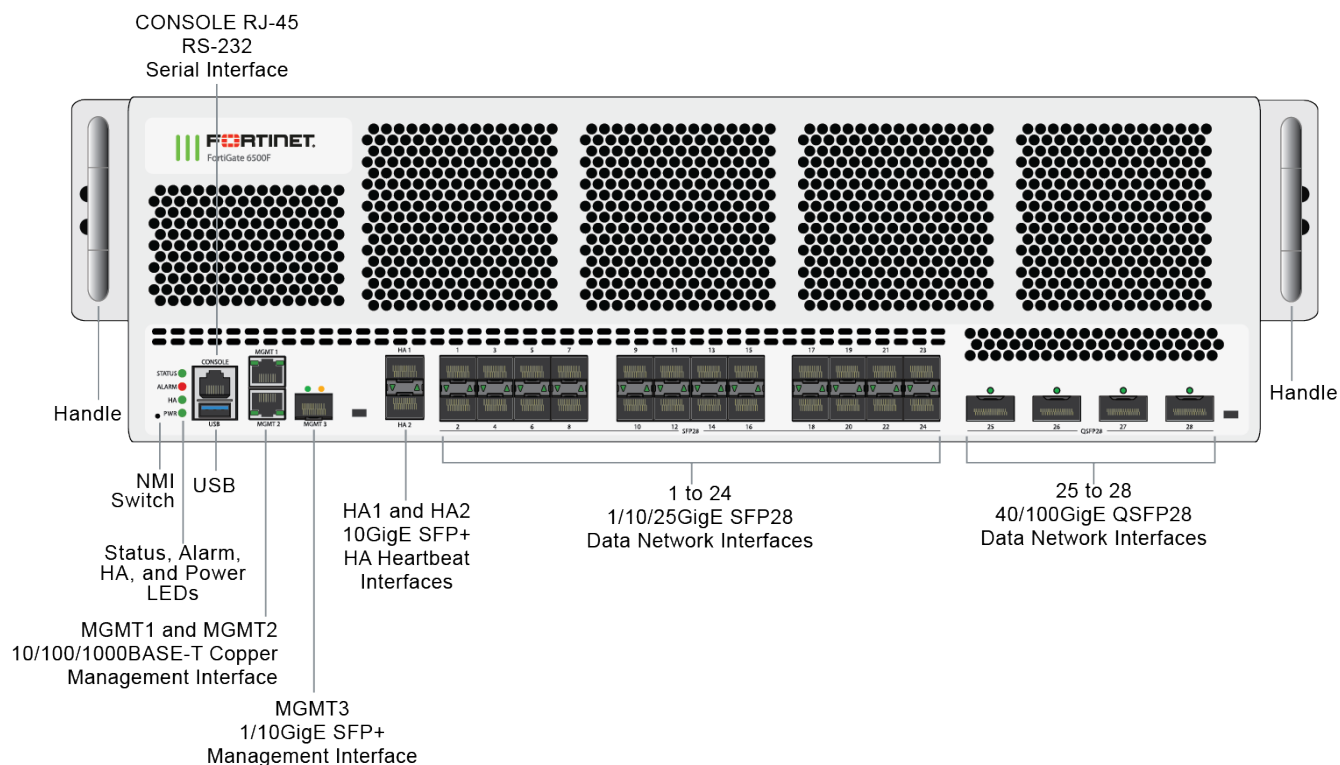 CONSOLE RJ-45
RS-232
Serial Interface
FORTINET
FortiGate 6500F
HA 1
1 3 5 7
9 11 13 15
17 19 21 23
MGMT 1
CONSOLE
STATUS
ALARM
HA
PWR
USB
MGMT 2
MGMT 3
HA 2
2 4 6 8
10 12 14 16
18 20 22 24
SFP28
25 26 27 28
QSFP28
Handle
Handle
NMI
Switch
USB
Status, Alarm,
HA, and Power
LEDs
MGMT1 and MGMT2
10/100/1000BASE-T Copper
Management Interface
MGMT3
1/10GigE SFP+
Management Interface
HA1 and HA2
10GigE SFP+
HA Heartbeat
Interfaces
1 to 24
1/10/25GigE SFP28
Data Network Interfaces
25 to 28
40/100GigE QSFP28
Data Network Interfaces